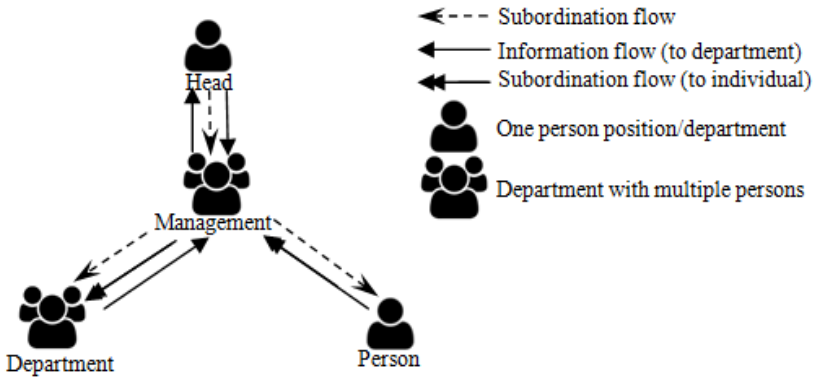 Subordination flow
Information flow (to department)
Subordination flow (to individual)
One person position/department
Department with multiple persons
Head
Management
Department
Person